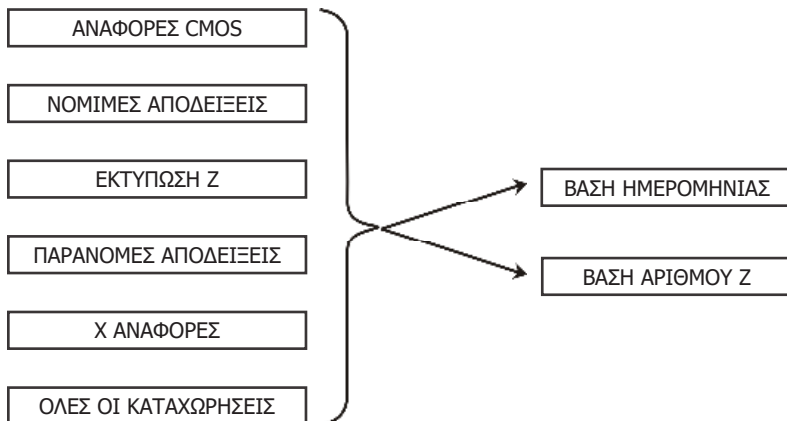 ΑΝΑΦΟΡΕΣ CMOS
ΝΟΜΙΜΕΣ ΑΠΟΔΕΙΞΕΙΣ
ΕΚΤΥΠΩΣΗ Ζ
ΠΑΡΑΝΟΜΕΣ ΑΠΟΔΕΙΞΕΙΣ
Χ ΑΝΑΦΟΡΕΣ
ΟΛΕΣ ΟΙ ΚΑΤΑΧΩΡΗΣΕΙΣ
ΒΑΣΗ ΗΜΕΡΟΜΗΝΙΑΣ
ΒΑΣΗ ΑΡΙΘΜΟΥ Ζ